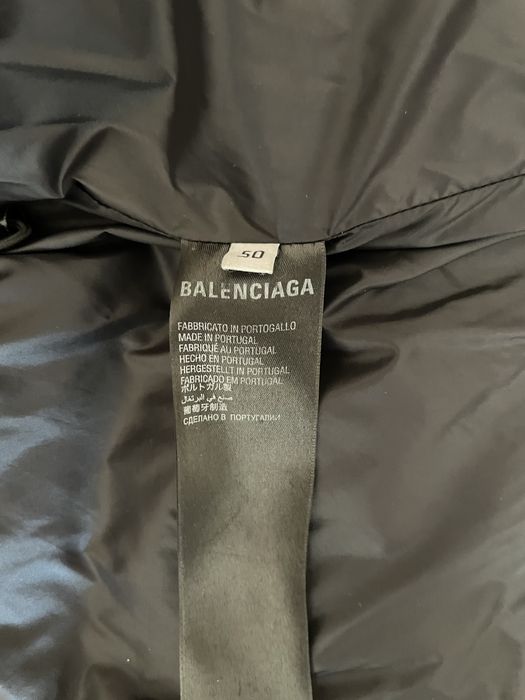 50
BALENCIAGA
FABBRICATO IN PORTOGALLO
MADE IN PORTUGAL
FABRIQUÉ AU PORTUGAL
HECHO EN PORTUGAL
HERGESTELLT IN PORTUGAL
FABRICADO EM PORTUGAL
ポルトガル製
صنع في البرتغال
葡萄牙制造
СДЕЛАНО В ПОРТУГАЛИИ